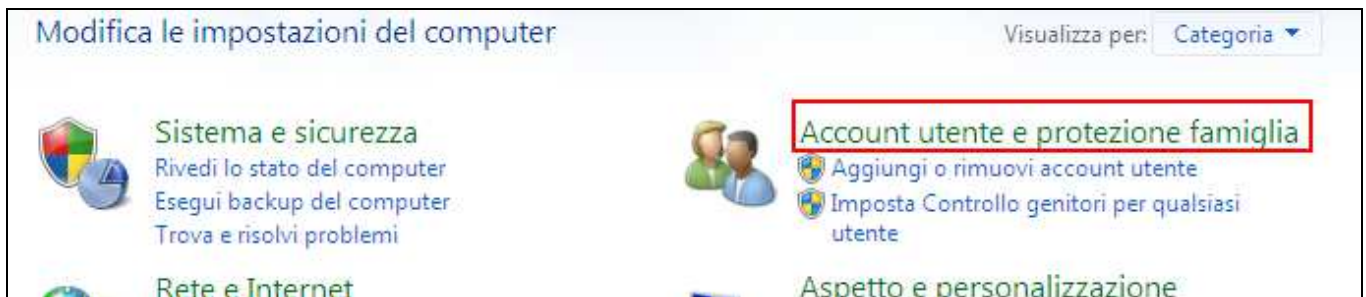 Modifica le impostazioni del computer
Visualizza per: Categoria
Sistema e sicurezza
Rivedi lo stato del computer
Esegui backup del computer
Trova e risolvi problemi
Account utente e protezione famiglia
Aggiungi o rimuovi account utente
Imposta Controllo genitori per qualsiasi
utente
Rete e Internet
Aspetto e personalizzazione